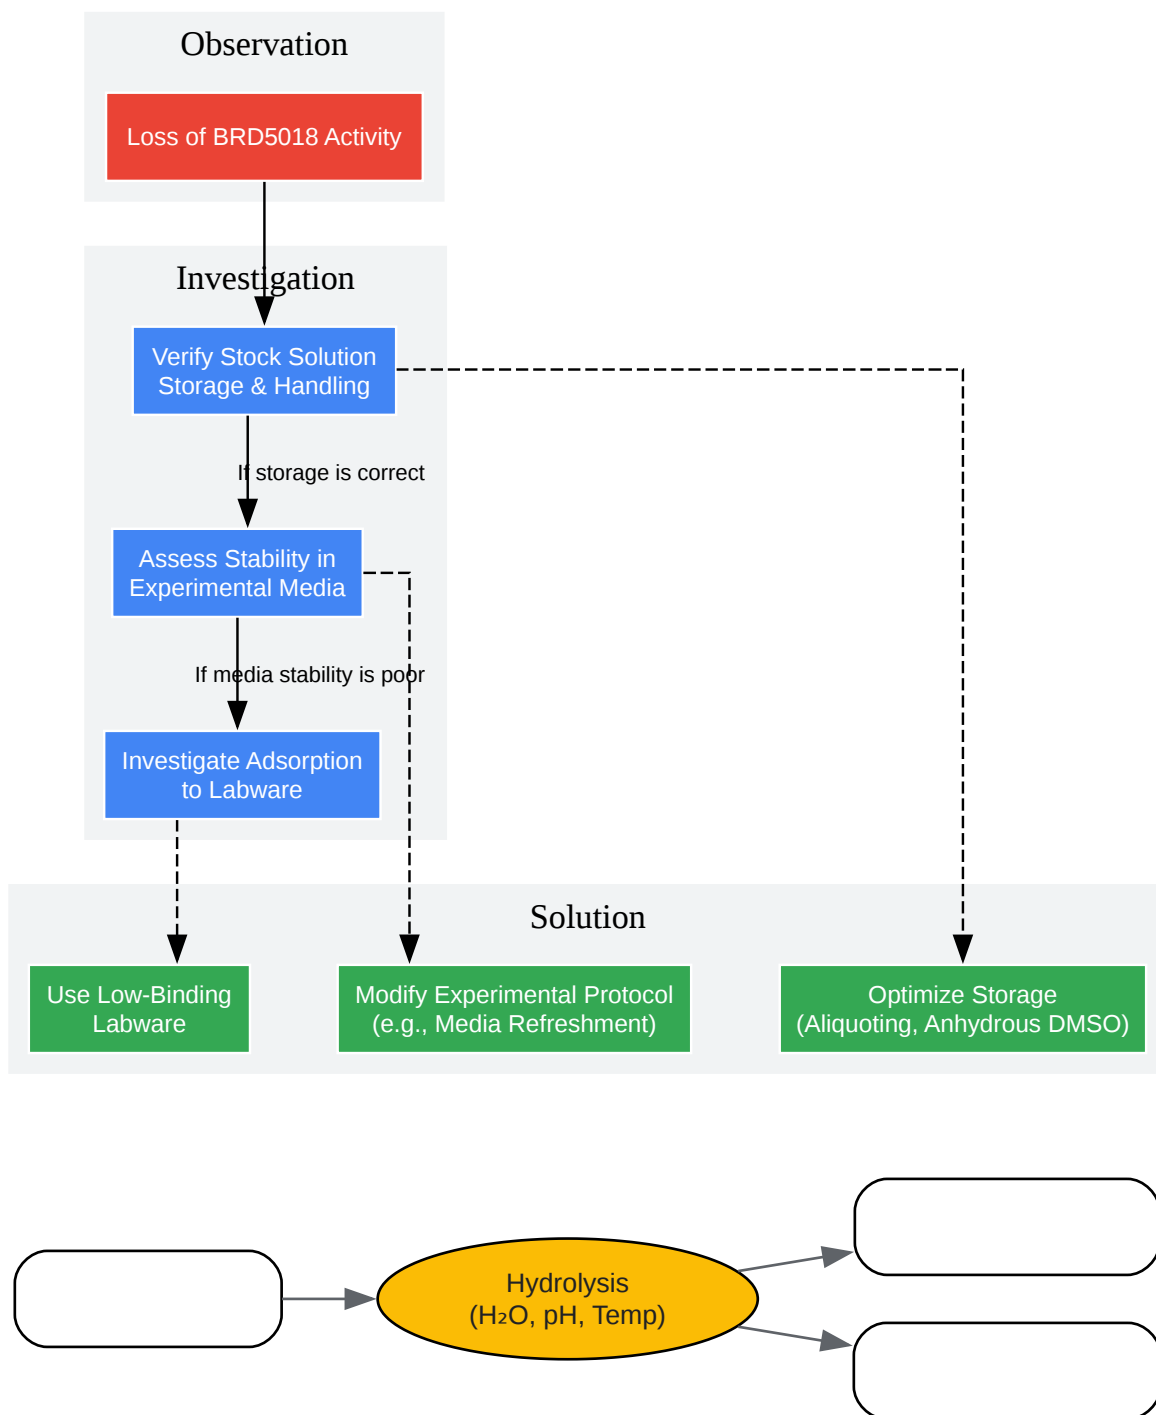 Observation
Loss of BRD5018 Activity
Investigation
Verify Stock Solution
Storage & Handling
If storage is correct
Assess Stability in
Experimental Media
If media stability is poor
Investigate Adsorption
to Labware
Solution
Use Low-Binding
Labware
Modify Experimental Protocol
(e.g., Media Refreshment)
Optimize Storage
(Aliquoting, Anhydrous DMSO)
Hydrolysis
(H₂O, pH, Temp)